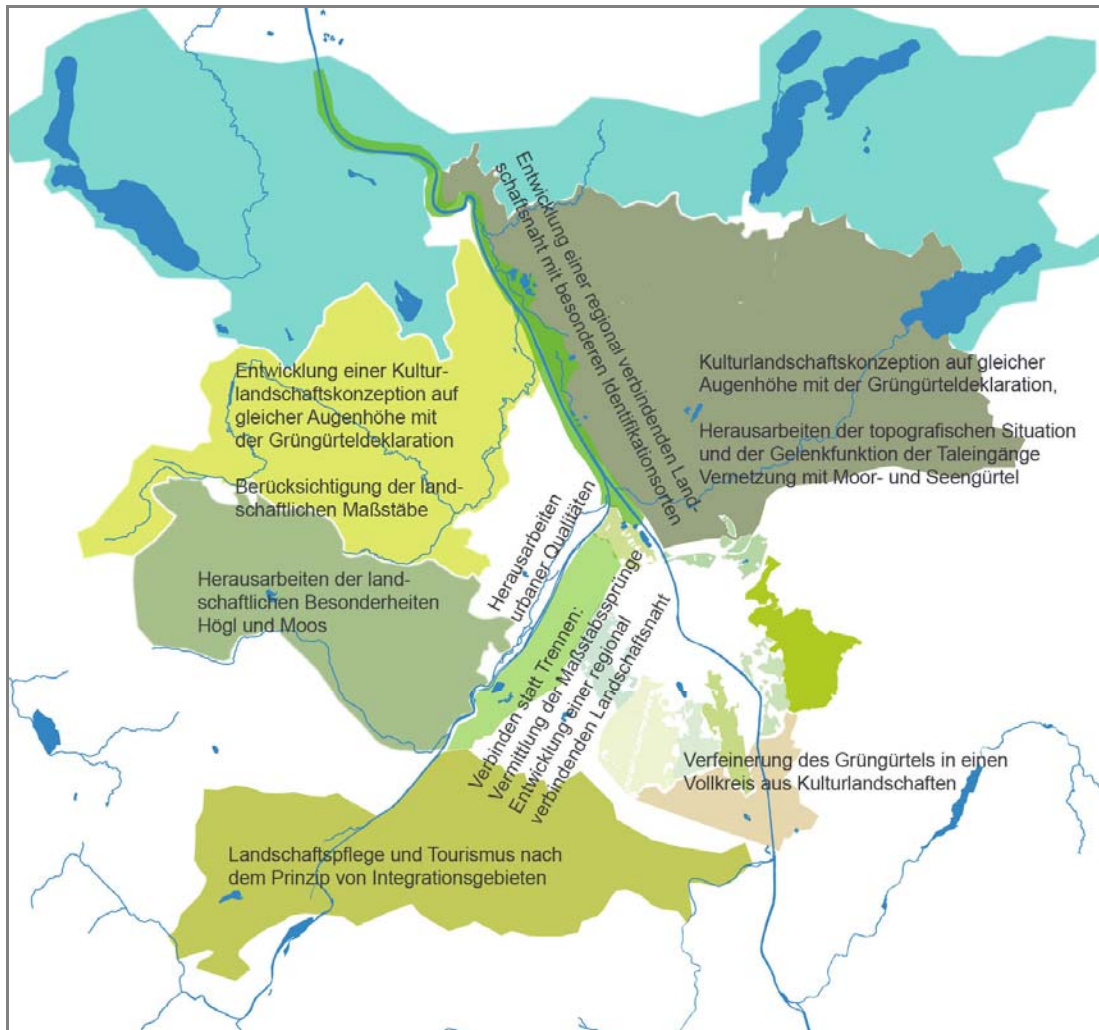 Entwicklung einer regional verbindenden Land-
schaftsnaht mit besonderen Identifikationsorten
Entwicklung einer Kultur-
landschaftskonzeption auf
gleicher Augenhöhe mit
der Grüngürteldeklaration
Berücksichtigung der land-
schaftlichen Maßstäbe
Kulturlandschaftskonzeption auf gleicher
Augenhöhe mit der Grüngürteldeklaration,
Herausarbeiten der topografischen Situation
und der Gelenkfunktion der Taleingänge
Vernetzung mit Moor- und Seengürtel
Herausarbeiten
urbaner Qualitäten
Herausarbeiten der land-
schaftlichen Besonderheiten
Högl und Moos
Verbinden statt Trennen:
Vermittlung der Maßstabssprünge
Entwicklung einer regional
verbindenden Landschaftsnaht
Verfeinerung des Grüngürtels in einen
Vollkreis aus Kulturlandschaften
Landschaftspflege und Tourismus nach
dem Prinzip von Integrationsgebieten